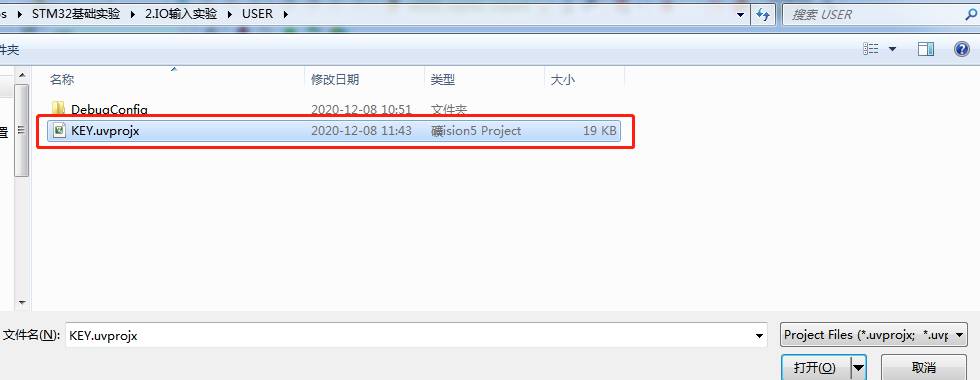 os ▸ STM32基础实验 ▸ 2.IO输入实验 ▸ USER ▸ 搜索 USER
件夹
名称 修改日期 类型 大小
DebugConfig 2020-12-08 10:51 文件夹
置 KEY.uvprojx 2020-12-08 11:43 礦ision5 Project 19 KB
文件名(N): KEY.uvprojx Project Files (*.uvprojx; *.uvp
打开(O) 取消